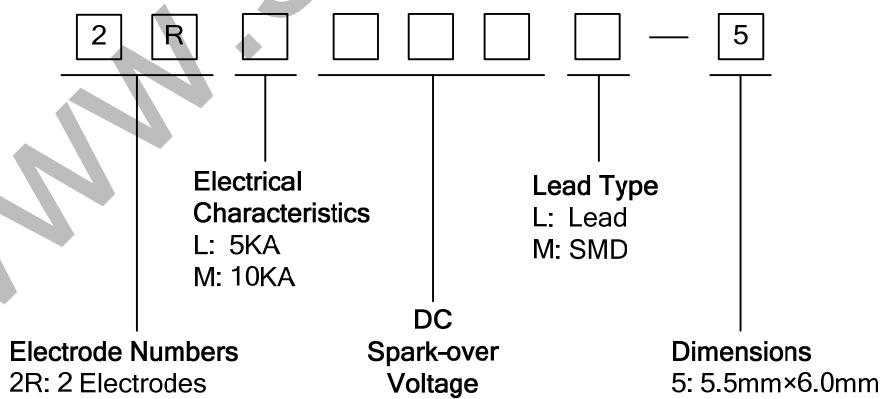 2 R — 5
Electrical
Characteristics
L: 5KA
M: 10KA
Lead Type
L: Lead
M: SMD
DC
Spark-over
Voltage
Electrode Numbers
2R: 2 Electrodes
Dimensions
5: 5.5mm×6.0mm